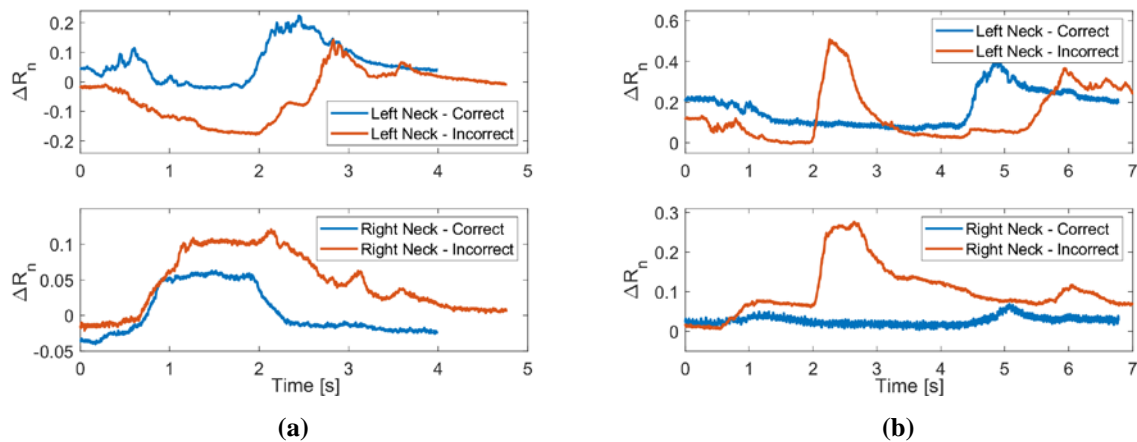 0.2
0.1
0
-0.1
-0.2
ΔR_n
Left Neck - Correct
Left Neck - Incorrect
0 1 2 3 4 5
0.1
0.05
0
-0.05
ΔR_n
Right Neck - Correct
Right Neck - Incorrect
0 1 2 3 4 5
Time [s]
(a)
0.6
0.4
0.2
0
ΔR_n
Left Neck - Correct
Left Neck - Incorrect
0 1 2 3 4 5 6 7
0.3
0.2
0.1
0
ΔR_n
Right Neck - Correct
Right Neck - Incorrect
0 1 2 3 4 5 6 7
Time [s]
(b)